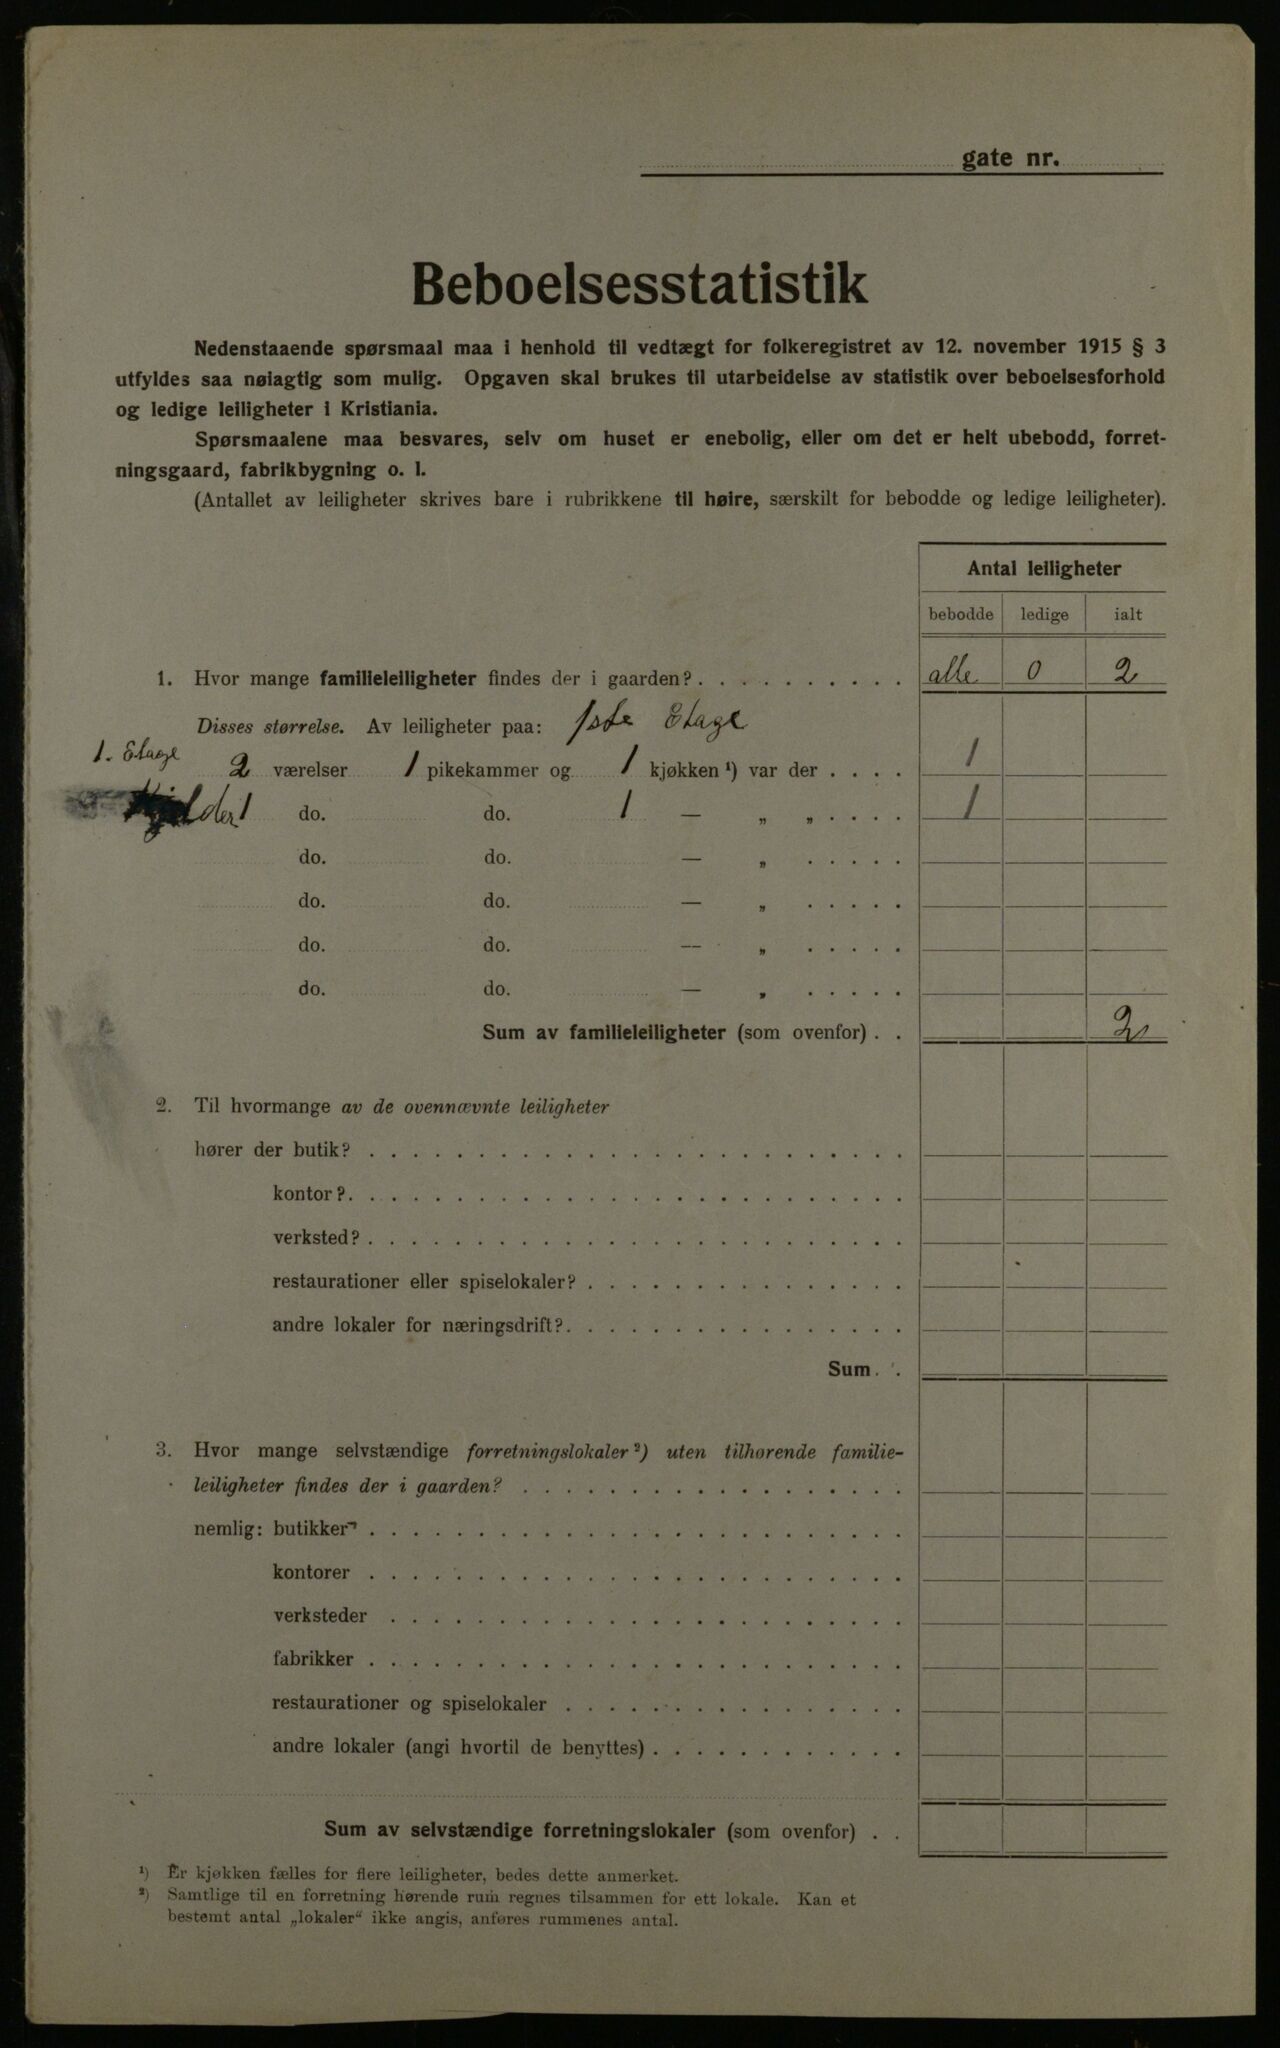 gate nr.
Beboelsesstatistik
Nedenstaaende spørsmaal maa i henhold til vedtægt for folkeregistret av 12. november 1915 § 3
utfyldes saa nøiagtig som mulig. Opgaven skal brukes til utarbeidelse av statistik over beboelsesforhold
og ledige leiligheter i Kristiania.
Spørsmaalene maa besvares, selv om huset er enebolig, eller om det er helt ubebodd, forret-
ningsgaard, fabrikbygning o. l.
(Antallet av leiligheter skrives bare i rubrikkene til høire, særskilt for bebodde og ledige leiligheter).
Antal leiligheter
bebodde ledige ialt
1. Hvor mange familieleiligheter findes der i gaarden? . . . . . . . . . . alle 0 2
Disses størrelse. Av leiligheter paa: 1ste Etage
1. Etage 2 værelser 1 pikekammer og 1 kjøkken ¹) var der . . . . 1
Kjelder 1 do. do. 1 — „ „ . . . . 1
do. do. — „ . . . . .
do. do. — „ . . . . .
do. do. — „ . . . . .
do. do. — „ . . . . .
Sum av familieleiligheter (som ovenfor) . . 2
2. Til hvormange av de ovennævnte leiligheter
hører der butik? . . . . . . . . . . . . . . . . . . . . . . . . .
kontor? . . . . . . . . . . . . . . . . . . . . . . . . . .
verksted? . . . . . . . . . . . . . . . . . . . . . . . . .
restaurationer eller spiselokaler? . . . . . . . . . . . . . . .
andre lokaler for næringsdrift? . . . . . . . . . . . . . . . .
Sum . .
3. Hvor mange selvstændige forretningslokaler ²) uten tilhørende familie-
leiligheter findes der i gaarden? . . . . . . . . . . . . . . . . . .
nemlig: butikker . . . . . . . . . . . . . . . . . . . . . . . . .
kontorer . . . . . . . . . . . . . . . . . . . . . . . . .
verksteder . . . . . . . . . . . . . . . . . . . . . . . .
fabrikker . . . . . . . . . . . . . . . . . . . . . . . . .
restaurationer og spiselokaler . . . . . . . . . . . . . . . .
andre lokaler (angi hvortil de benyttes) . . . . . . . . . . . .
Sum av selvstændige forretningslokaler (som ovenfor) . .
¹) Er kjøkken fælles for flere leiligheter, bedes dette anmerket.
²) Samtlige til en forretning hørende rum regnes tilsammen for ett lokale. Kan et
bestemt antal „lokaler“ ikke angis, anføres rummenes antal.